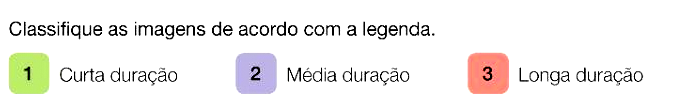 Classifique as imagens de acordo com a legenda.
1 Curta duração 2 Média duração 3 Longa duração